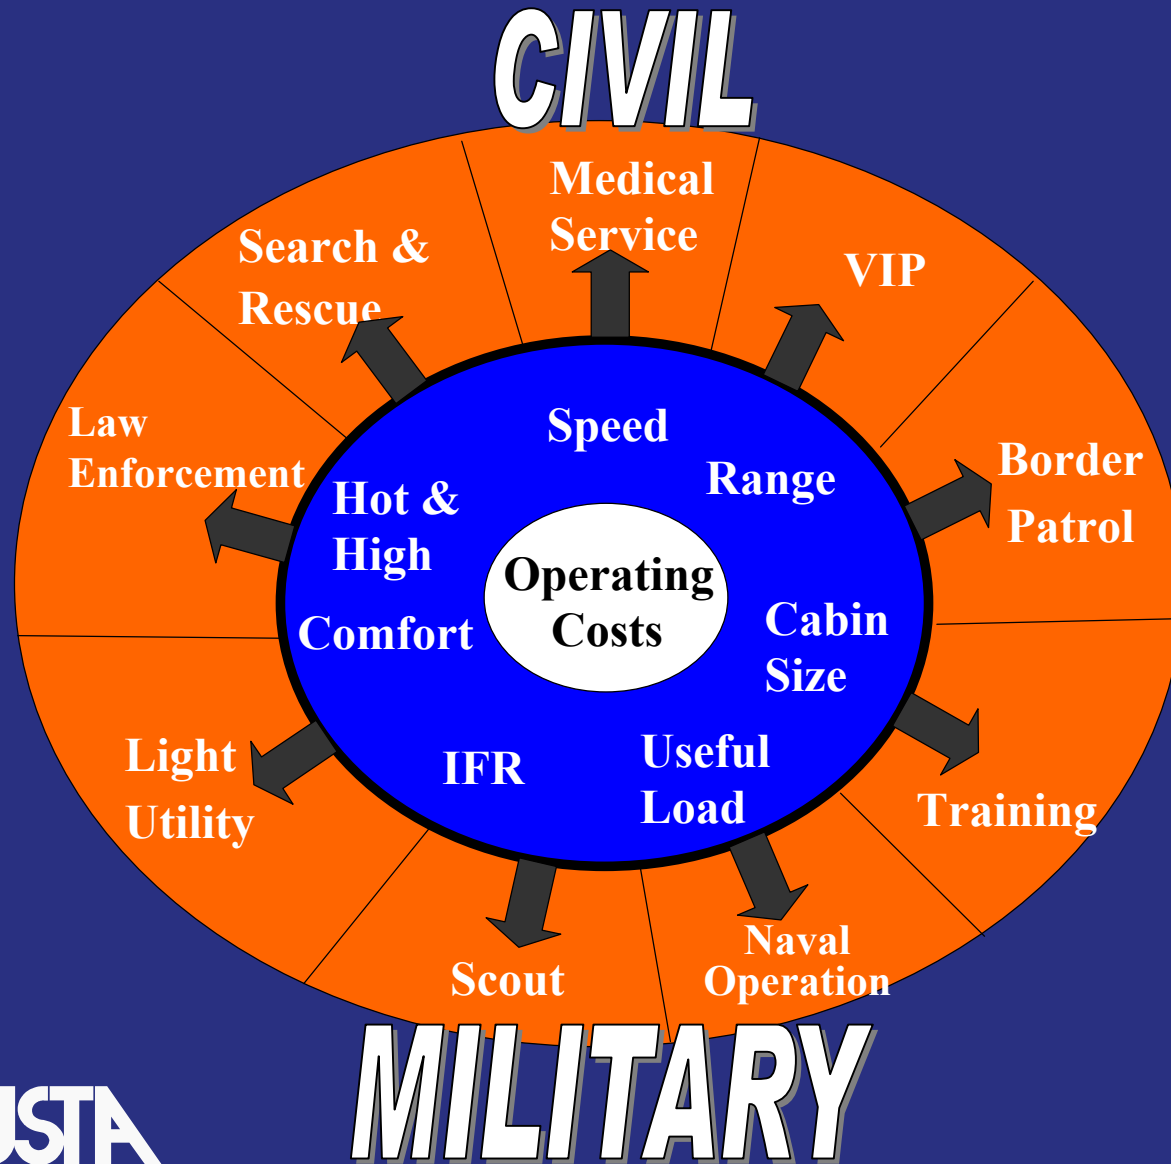 CIVIL
Medical
Service
Search &
Rescue
VIP
Law
Enforcement
Border
Patrol
Speed
Range
Hot &
High
Operating
Costs
Comfort
Cabin
Size
IFR
Useful
Load
Light
Utility
Training
Scout
Naval
Operation
MILITARY
USTA